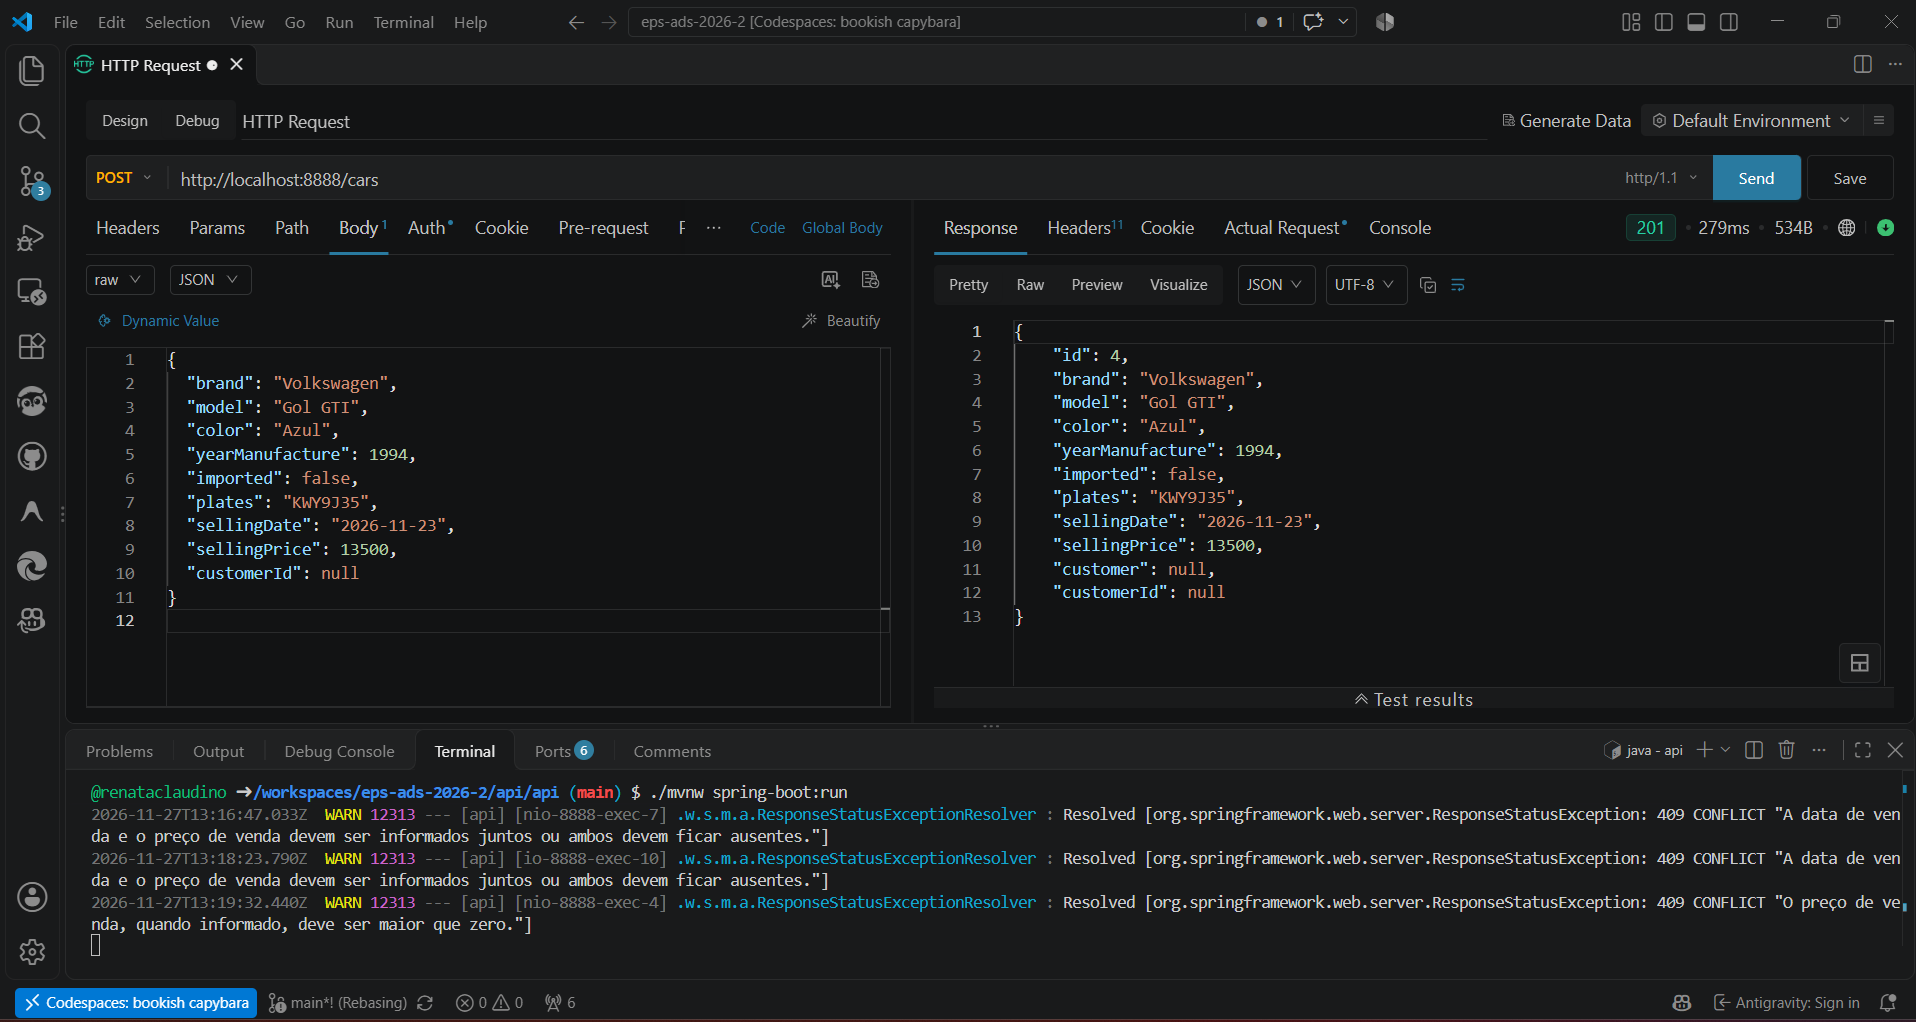 File Edit Selection View Go Run Terminal Help
eps-ads-2026-2 [Codespaces: bookish capybara]
1
HTTP HTTP Request
Design Debug HTTP Request
Generate Data Default Environment
POST http://localhost:8888/cars http/1.1 Send Save
3
Headers Params Path Body 1 Auth Cookie Pre-request ··· Code Global Body
Response Headers 11 Cookie Actual Request Console 201 279ms 534B
raw JSON
Pretty Raw Preview Visualize JSON UTF-8
Dynamic Value Beautify
1 {
2 "brand": "Volkswagen",
3 "model": "Gol GTI",
4 "color": "Azul",
5 "yearManufacture": 1994,
6 "imported": false,
7 "plates": "KWY9J35",
8 "sellingDate": "2026-11-23",
9 "sellingPrice": 13500,
10 "customerId": null
11 }
12
1 {
2 "id": 4,
3 "brand": "Volkswagen",
4 "model": "Gol GTI",
5 "color": "Azul",
6 "yearManufacture": 1994,
7 "imported": false,
8 "plates": "KWY9J35",
9 "sellingDate": "2026-11-23",
10 "sellingPrice": 13500,
11 "customer": null,
12 "customerId": null
13 }
Test results
Problems Output Debug Console Terminal Ports 6 Comments java - api
@renataclaudino ➜/workspaces/eps-ads-2026-2/api/api (main) $ ./mvnw spring-boot:run
2026-11-27T13:16:47.033Z WARN 12313 --- [api] [nio-8888-exec-7] .w.s.m.a.ResponseStatusExceptionResolver : Resolved [org.springframework.web.server.ResponseStatusException: 409 CONFLICT "A data de ven
da e o preço de venda devem ser informados juntos ou ambos devem ficar ausentes."]
2026-11-27T13:18:23.790Z WARN 12313 --- [api] [io-8888-exec-10] .w.s.m.a.ResponseStatusExceptionResolver : Resolved [org.springframework.web.server.ResponseStatusException: 409 CONFLICT "A data de ven
da e o preço de venda devem ser informados juntos ou ambos devem ficar ausentes."]
2026-11-27T13:19:32.440Z WARN 12313 --- [api] [nio-8888-exec-4] .w.s.m.a.ResponseStatusExceptionResolver : Resolved [org.springframework.web.server.ResponseStatusException: 409 CONFLICT "O preço de ve
nda, quando informado, deve ser maior que zero."]
Codespaces: bookish capybara main*! (Rebasing) 0 0 6 Antigravity: Sign in